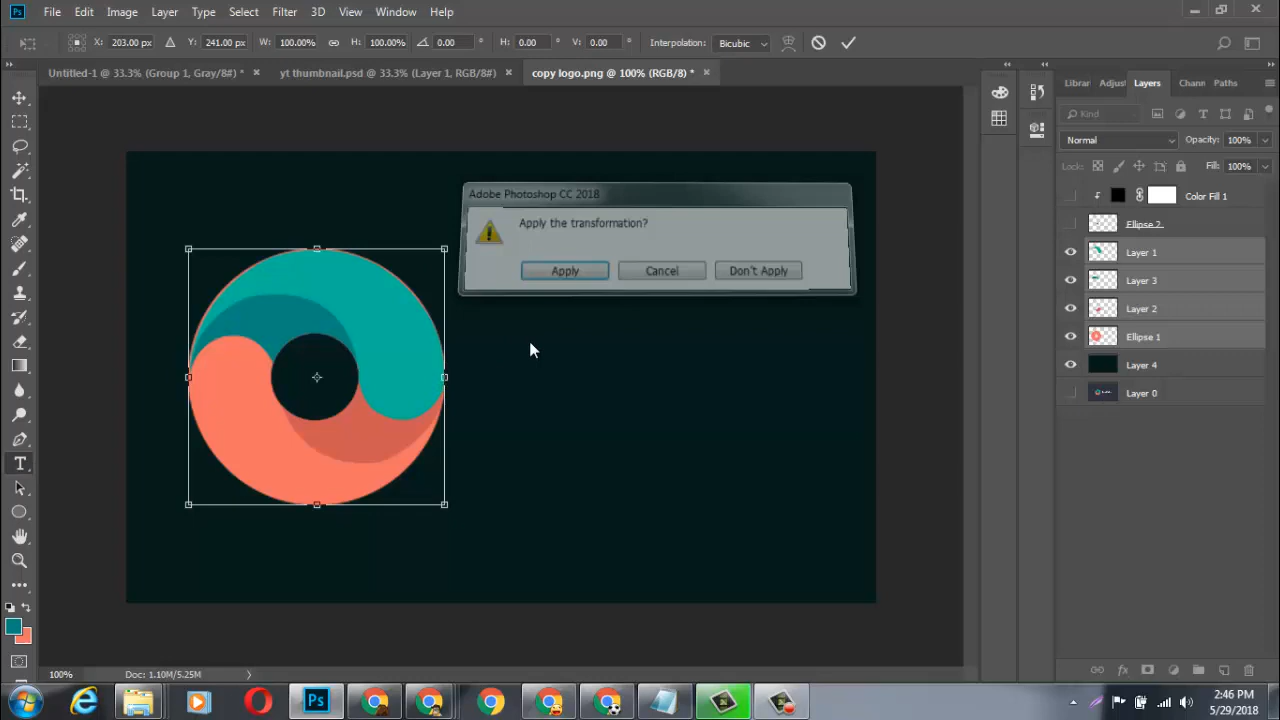 Ps File Edit Image Layer Type Select Filter 3D View Window Help
X: 203.00 px Y: 241.00 px W: 100.00% H: 100.00% 0.00 ° H: 0.00 ° V: 0.00 ° Interpolation: Bicubic
Untitled-1 @ 33.3% (Group 1, Gray/8#) * yt thumbnail.psd @ 33.3% (Layer 1, RGB/8#) copy logo.png @ 100% (RGB/8) *
Librar Adjust Layers Chann Paths
Kind
Normal Opacity: 100%
Lock: Fill: 100%
Color Fill 1
Ellipse 2
Layer 1
Layer 3
Layer 2
Ellipse 1
Layer 4
Layer 0
Adobe Photoshop CC 2018
Apply the transformation?
Apply Cancel Don't Apply
100% Doc: 1.10M/5.25M
Ps
2:46 PM
5/29/2018